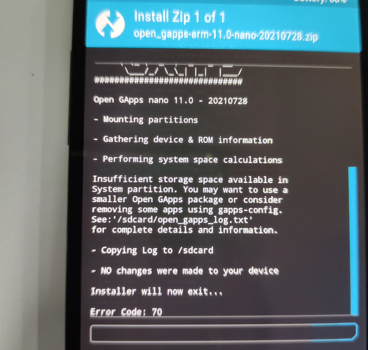 Install Zip 1 of 1
open_gapps-arm-11.0-nano-20210728.zip
##############################
Open GApps nano 11.0 - 20210728
- Mounting partitions
- Gathering device & ROM information
- Performing system space calculations
Insufficient storage space available in
System partition. You may want to use a
smaller Open GApps package or consider
removing some apps using gapps-config.
See:'/sdcard/open_gapps_log.txt'
for complete details and information.
- Copying Log to /sdcard
- NO changes were made to your device
Installer will now exit...
Error Code: 70